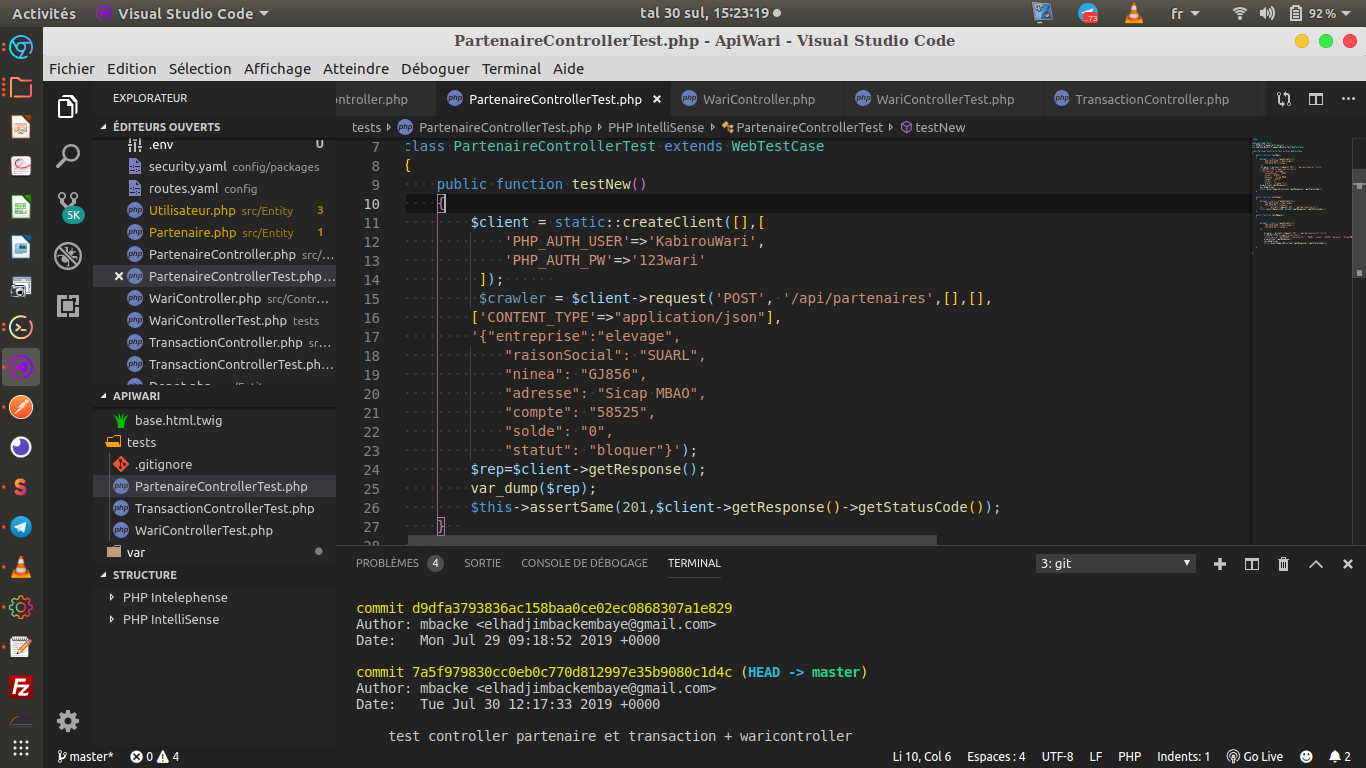 Activités
Visual Studio Code
tal 30 sul, 15:23:19
73
fr
92 %
PartenaireControllerTest.php - ApiWari - Visual Studio Code
Fichier Edition Sélection Affichage Atteindre Déboguer Terminal Aide
EXPLORATEUR
ÉDITEURS OUVERTS
.env U
security.yaml config/packages
routes.yaml config
Utilisateur.php src/Entity 3
Partenaire.php src/Entity 1
PartenaireController.php src/...
PartenaireControllerTest.php...
WariController.php src/Contr...
WariControllerTest.php tests
TransactionController.php sr...
TransactionControllerTest.ph...
5K
APIWARI
base.html.twig
tests
.gitignore
PartenaireControllerTest.php
TransactionControllerTest.php
WariControllerTest.php
var
STRUCTURE
PHP Intelephense
PHP IntelliSense
ontroller.php
PartenaireControllerTest.php
WariController.php
WariControllerTest.php
TransactionController.php
tests PartenaireControllerTest.php PHP IntelliSense PartenaireControllerTest testNew
7 class PartenaireControllerTest extends WebTestCase
8 {
9 public function testNew()
10 {
11 $client = static::createClient([],[
12 'PHP_AUTH_USER'=>'KabirouWari',
13 'PHP_AUTH_PW'=>'123wari'
14 ]);
15 $crawler = $client->request('POST', '/api/partenaires',[],[],
16 ['CONTENT_TYPE'=>"application/json"],
17 '{"entreprise":"elevage",
18 "raisonSocial": "SUARL",
19 "ninea": "GJ856",
20 "adresse": "Sicap MBAO",
21 "compte": "58525",
22 "solde": "0",
23 "statut": "bloquer"}');
24 $rep=$client->getResponse();
25 var_dump($rep);
26 $this->assertSame(201,$client->getResponse()->getStatusCode());
27 }
PROBLÈMES 4 SORTIE CONSOLE DE DÉBOGAGE TERMINAL
3: git
commit d9dfa3793836ac158baa0ce02ec0868307a1e829
Author: mbacke <elhadjimbackembaye@gmail.com>
Date: Mon Jul 29 09:18:52 2019 +0000
commit 7a5f979830cc0eb0c770d812997e35b9080c1d4c (HEAD -> master)
Author: mbacke <elhadjimbackembaye@gmail.com>
Date: Tue Jul 30 12:17:33 2019 +0000
test controller partenaire et transaction + waricontroller
master* 0 4
Li 10, Col 6 Espaces : 4 UTF-8 LF PHP Indents: 1 Go Live 2